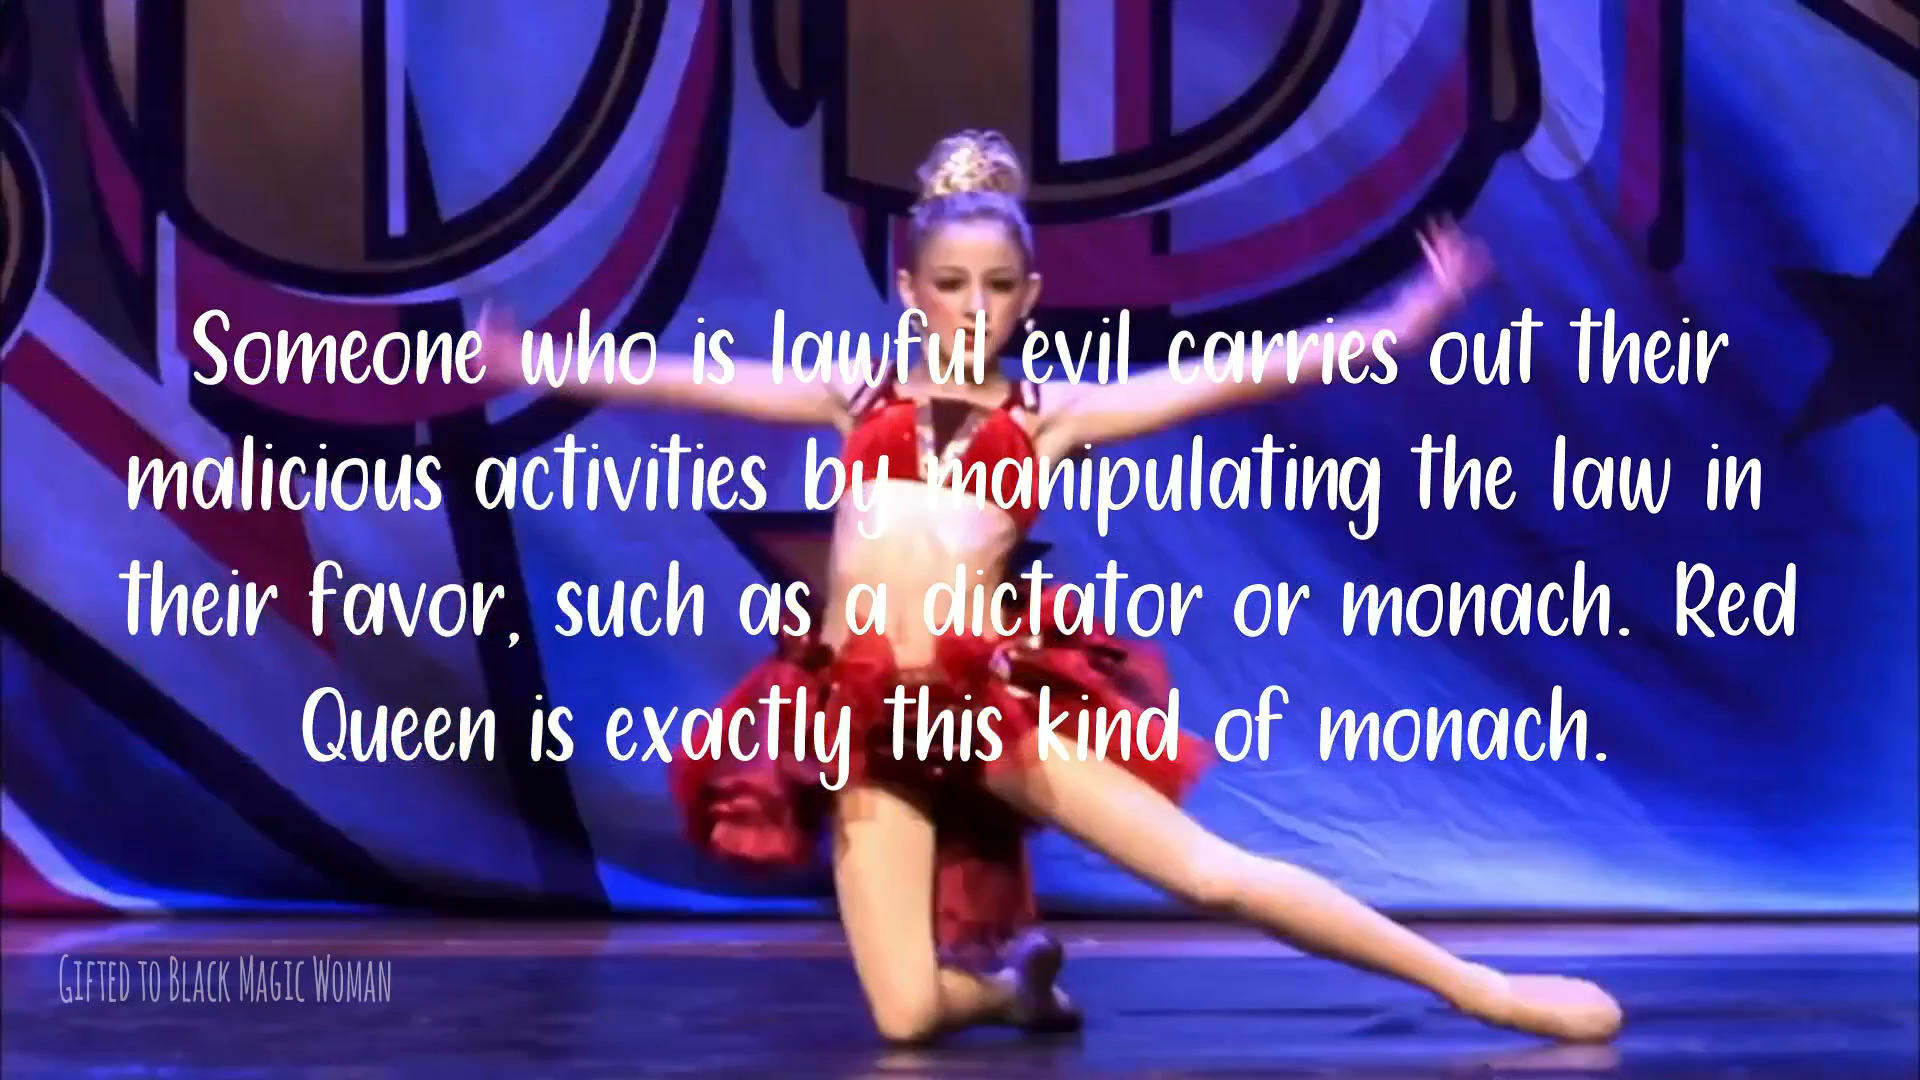 Someone who is lawful evil carries out their
malicious activities by manipulating the law in
their favor, such as a dictator or monach. Red
Queen is exactly this kind of monach.
Gifted to Black Magic Woman